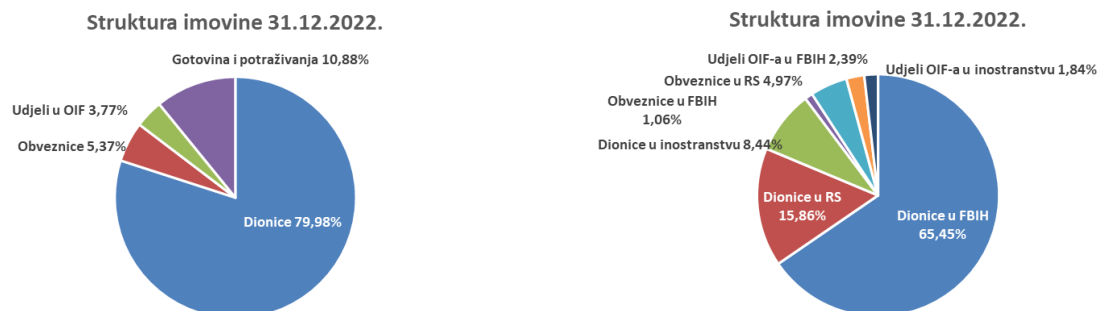 Struktura imovine 31.12.2022.
Gotovina i potraživanja 10,88%
Udjeli u OIF 3,77%
Obveznice 5,37%
Dionice 79,98%
Struktura imovine 31.12.2022.
Udjeli OIF-a u FBIH 2,39%
Udjeli OIF-a u inostranstvu 1,84%
Obveznice u RS 4,97%
Obveznice u FBIH
1,06%
Dionice u inostranstvu 8,44%
Dionice u RS
15,86%
Dionice u FBIH
65,45%